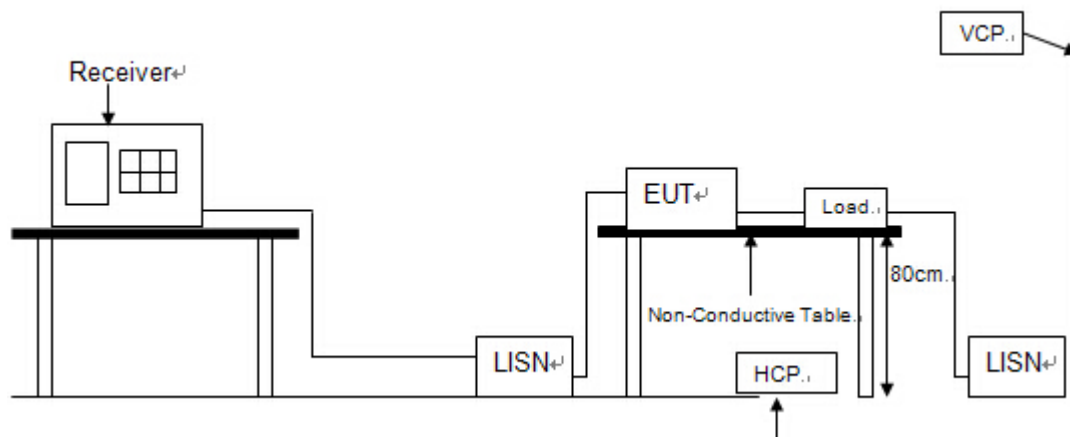 VCP.
Receiver↵
EUT↵
Load.
80cm.
Non-Conductive Table.
LISN↵
HCP.
LISN↵